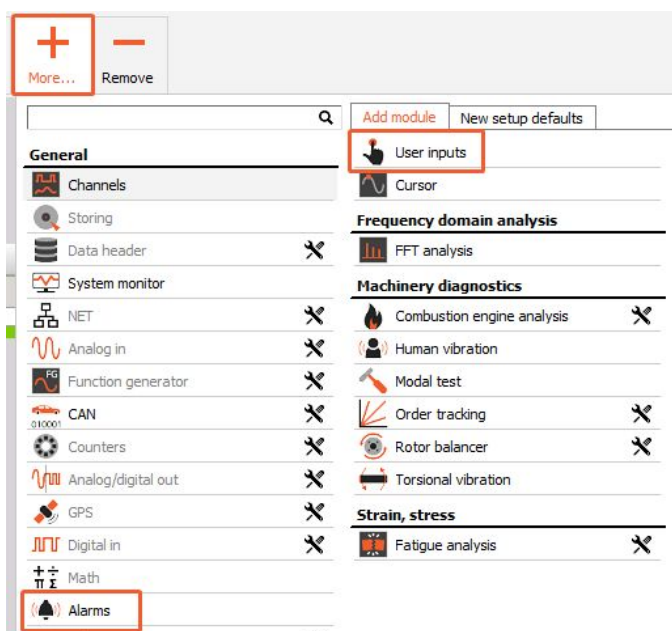 More...
Remove
Add module
New setup defaults
General
Channels
Storing
Data header
System monitor
NET
Analog in
FG
Function generator
010001
CAN
Counters
Analog/digital out
GPS
Digital in
+ ÷
π Σ
Math
Alarms
User inputs
Cursor
Frequency domain analysis
FFT analysis
Machinery diagnostics
Combustion engine analysis
Human vibration
Modal test
Order tracking
Rotor balancer
Torsional vibration
Strain, stress
Fatigue analysis